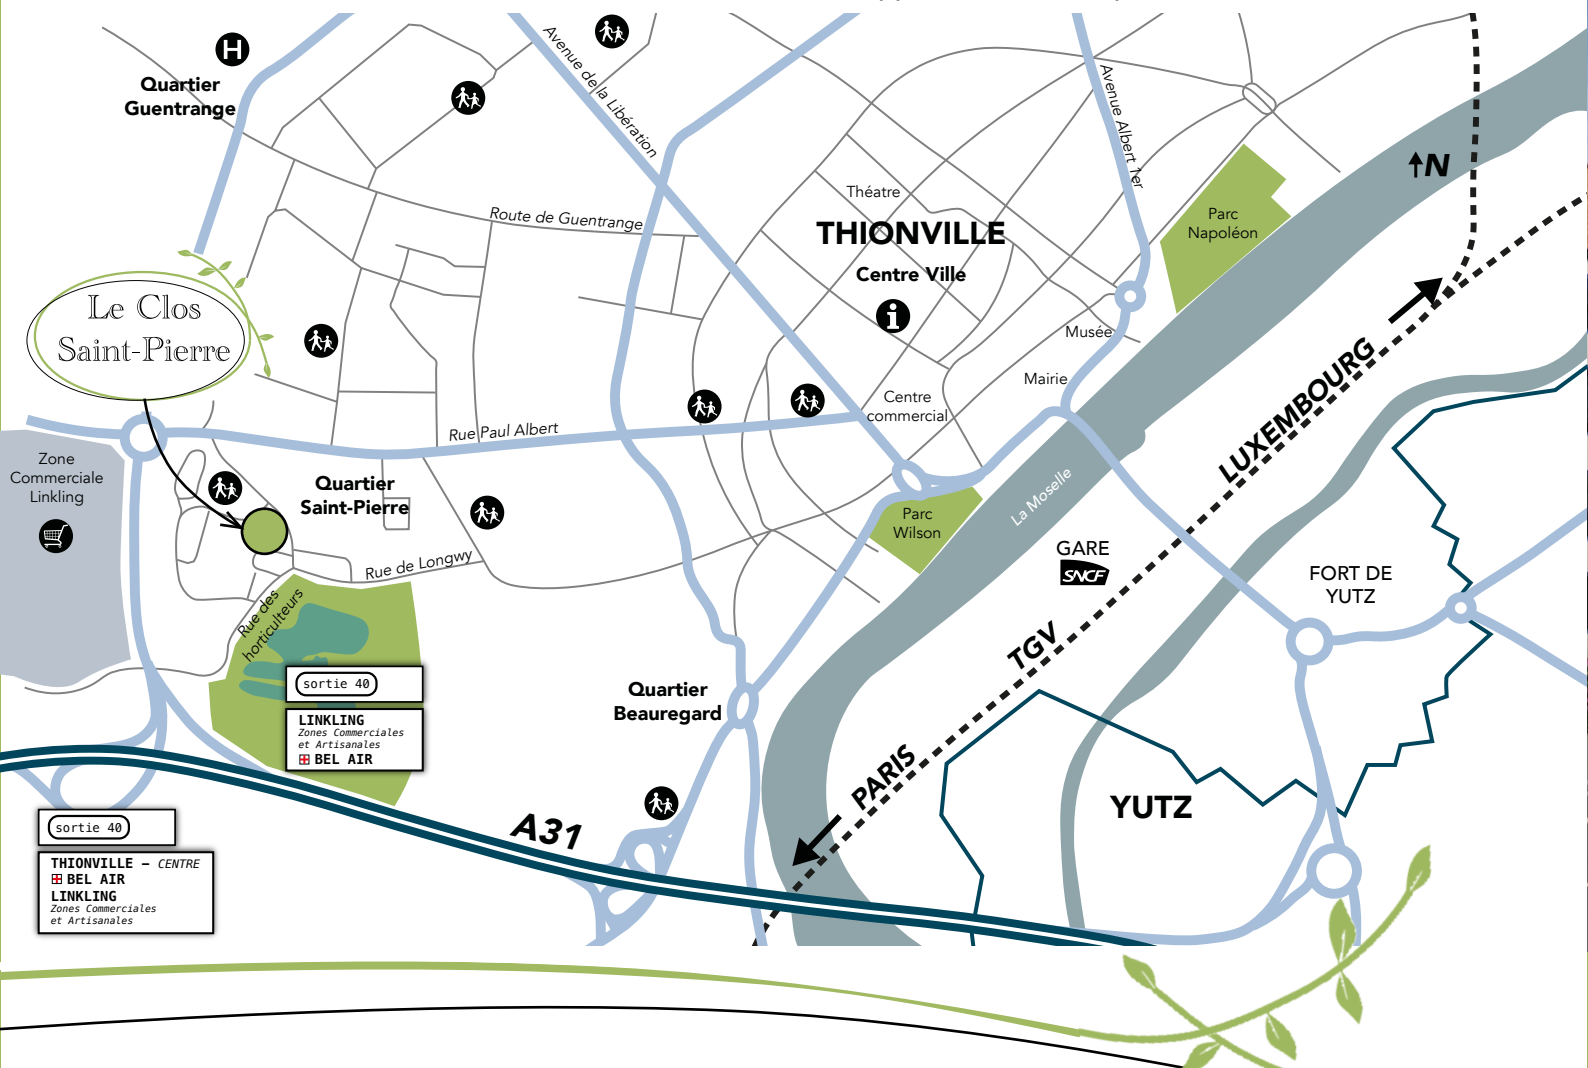 H
Quartier
Guentrange
Avenue de la Libération
Avenue Albert 1er
N
Route de Guentrange
Théatre
THIONVILLE
Centre Ville
i
Parc
Napoléon
Le Clos
Saint-Pierre
Musée
Mairie
Centre
commercial
LUXEMBOURG
Rue Paul Albert
Zone
Commerciale
Linkling
Quartier
Saint-Pierre
La Moselle
Parc
Wilson
GARE
SNCF
FORT DE
YUTZ
Rue de Longwy
Rue des
horticulteurs
TGV
sortie 40
LINKLING
Zones Commerciales
et Artisanales
BEL AIR
Quartier
Beauregard
PARIS
YUTZ
A31
sortie 40
THIONVILLE – CENTRE
BEL AIR
LINKLING
Zones Commerciales
et Artisanales